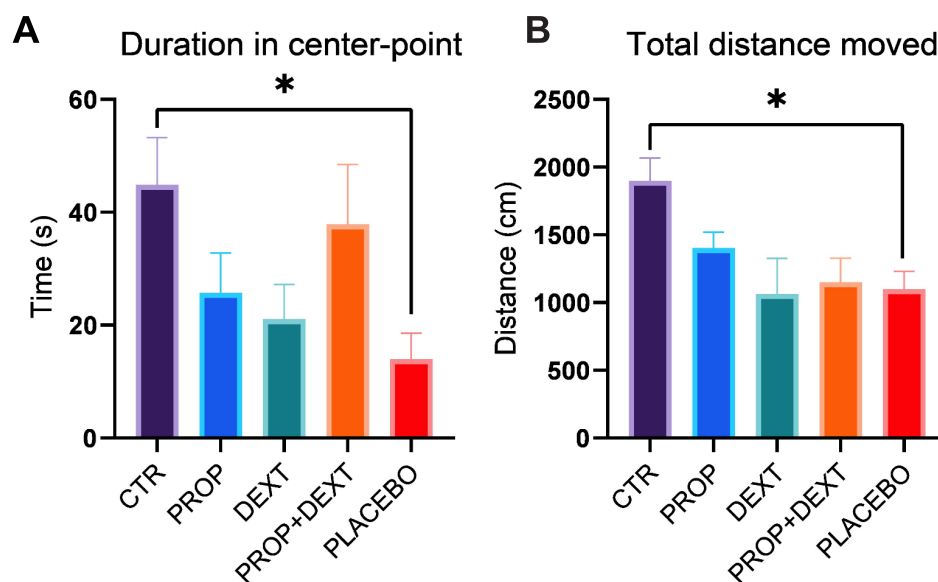 A
Duration in center-point
*
Time (s)
60
40
20
0
CTR
PROP
DEXT
PROP+DEXT
PLACEBO
B
Total distance moved
*
Distance (cm)
2500
2000
1500
1000
500
0
CTR
PROP
DEXT
PROP+DEXT
PLACEBO